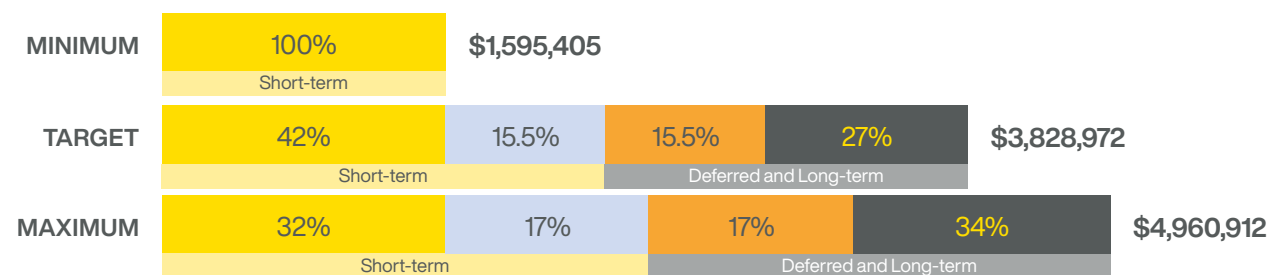 MINIMUM 100% $1,595,405
Short-term
TARGET 42% 15.5% 15.5% 27% $3,828,972
Short-term Deferred and Long-term
MAXIMUM 32% 17% 17% 34% $4,960,912
Short-term Deferred and Long-term